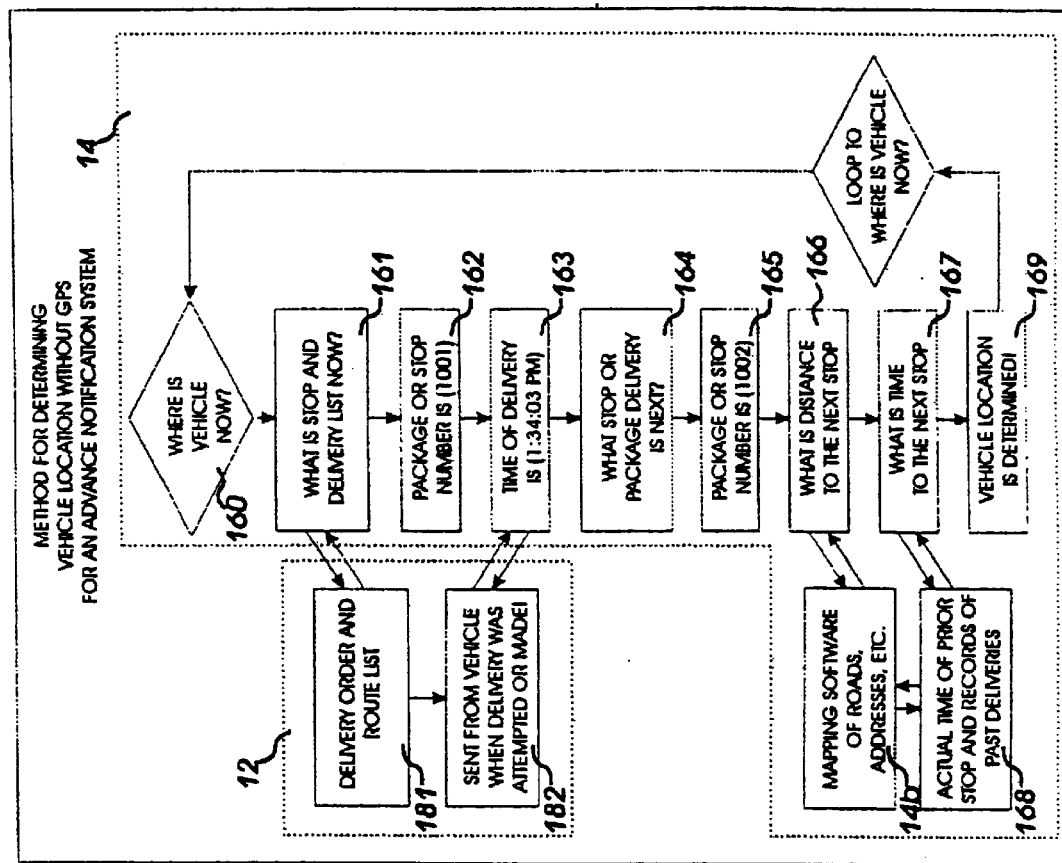 METHOD FOR DETERMINING
VEHICLE LOCATION WITHOUT GPS
FOR AN ADVANCE NOTIFICATION SYSTEM
14
WHERE IS
VEHICLE
NOW?
160
WHAT IS STOP AND
DELIVERY LIST NOW?
161
PACKAGE OR STOP
NUMBER IS (1001)
162
TIME OF DELIVERY
IS (1:34:03 PM)
163
WHAT STOP OR
PACKAGE DELIVERY
IS NEXT?
164
PACKAGE OR STOP
NUMBER IS (1002)
165
WHAT IS DISTANCE
TO THE NEXT STOP
166
WHAT IS TIME
TO THE NEXT STOP
167
VEHICLE LOCATION
IS DETERMINED!
169
LOOP TO
WHERE IS VEHICLE
NOW?
12
DELIVERY ORDER AND
ROUTE LIST
181
SENT FROM VEHICLE
WHEN DELIVERY WAS
ATTEMPTED OR MADE!
182
MAPPING SOFTWARE
OF ROADS,
ADDRESSES, ETC.
14b
ACTUAL TIME OF PRIOR
STOP AND RECORDS OF
PAST DELIVERIES
168